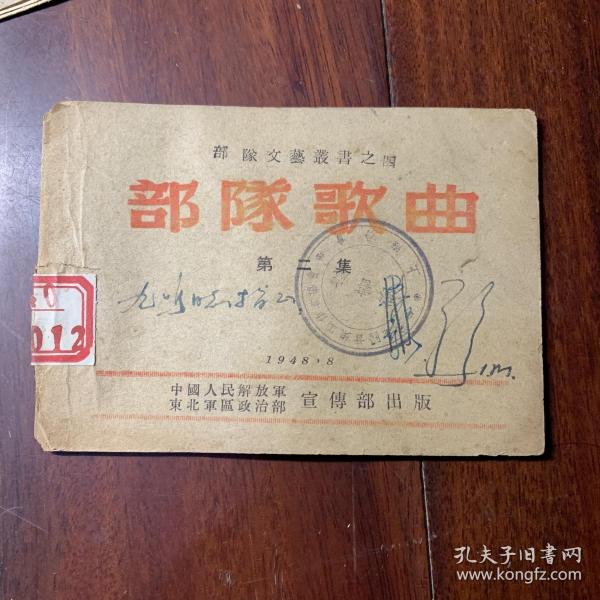 部隊文藝叢書之四
部隊歌曲
第二集
1948.8
中國人民解放軍
東北軍區政治部
宣傳部出版
012
孔夫子旧书网
www.kongfz.com